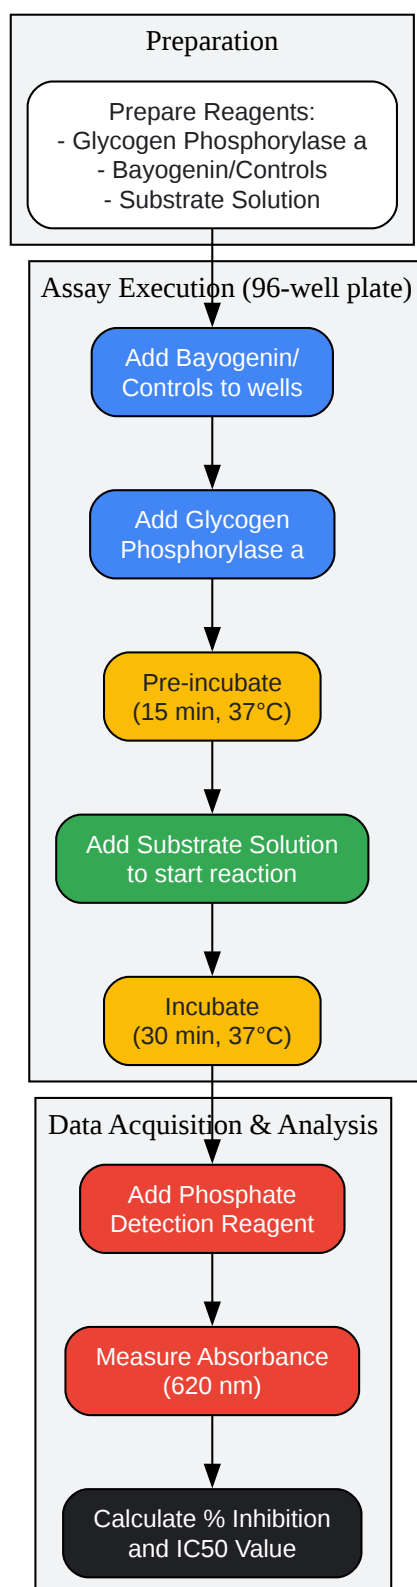 Preparation
Prepare Reagents:
- Glycogen Phosphorylase a
- Bayogenin/Controls
- Substrate Solution
Assay Execution (96-well plate)
Add Bayogenin/
Controls to wells
Add Glycogen
Phosphorylase a
Pre-incubate
(15 min, 37°C)
Add Substrate Solution
to start reaction
Incubate
(30 min, 37°C)
Data Acquisition & Analysis
Add Phosphate
Detection Reagent
Measure Absorbance
(620 nm)
Calculate % Inhibition
and IC50 Value